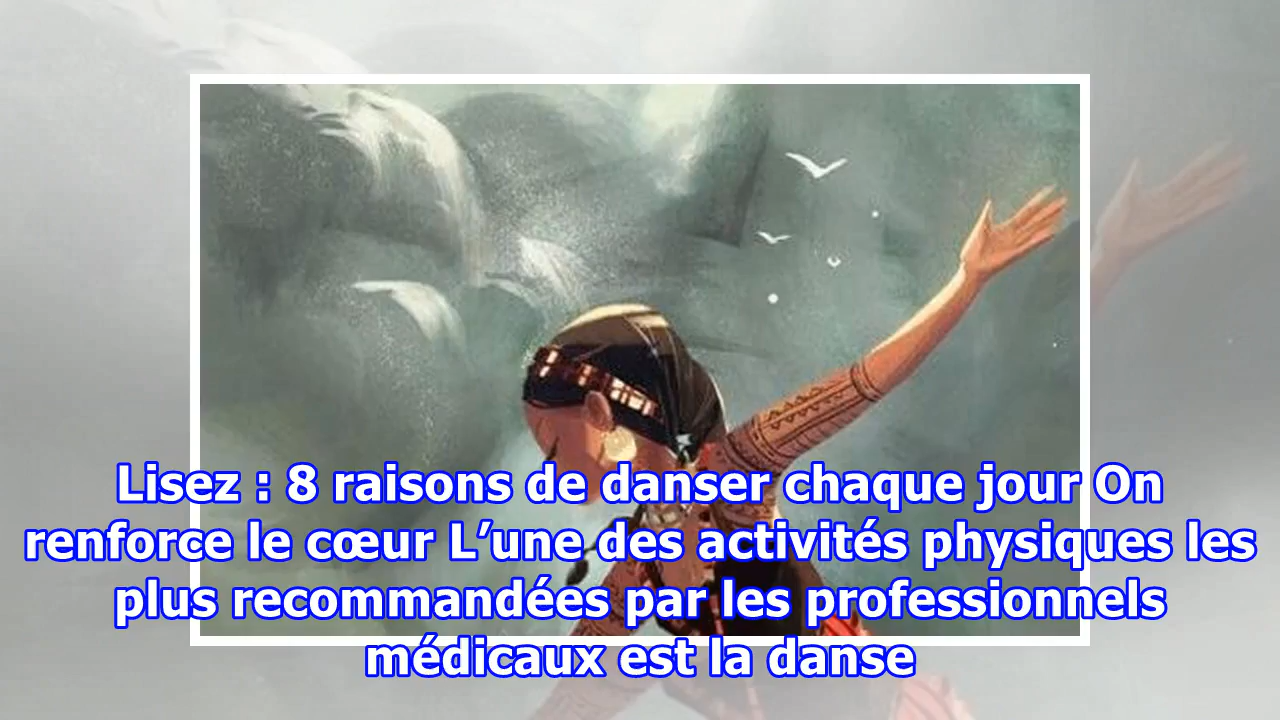 Lisez : 8 raisons de danser chaque jour On
renforce le cœur L’une des activités physiques les
plus recommandées par les professionnels
médicaux est la danse